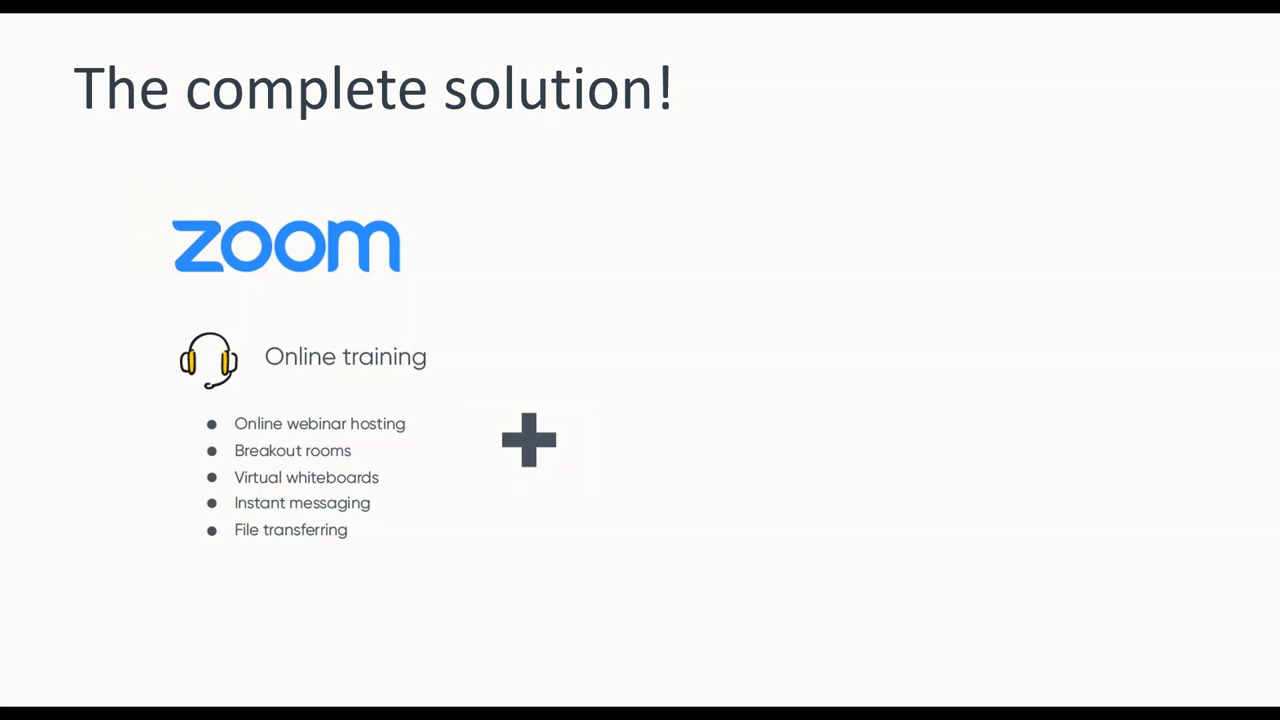 The complete solution!
zoom
Online training
● Online webinar hosting
● Breakout rooms
● Virtual whiteboards
● Instant messaging
● File transferring